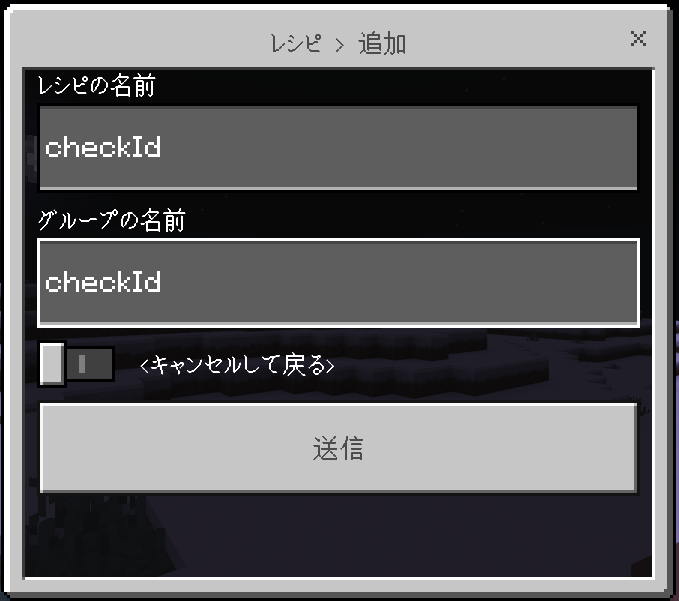 レシピ > 追加
レシピの名前
checkId
グループの名前
checkId
<キャンセルして戻る>
送信